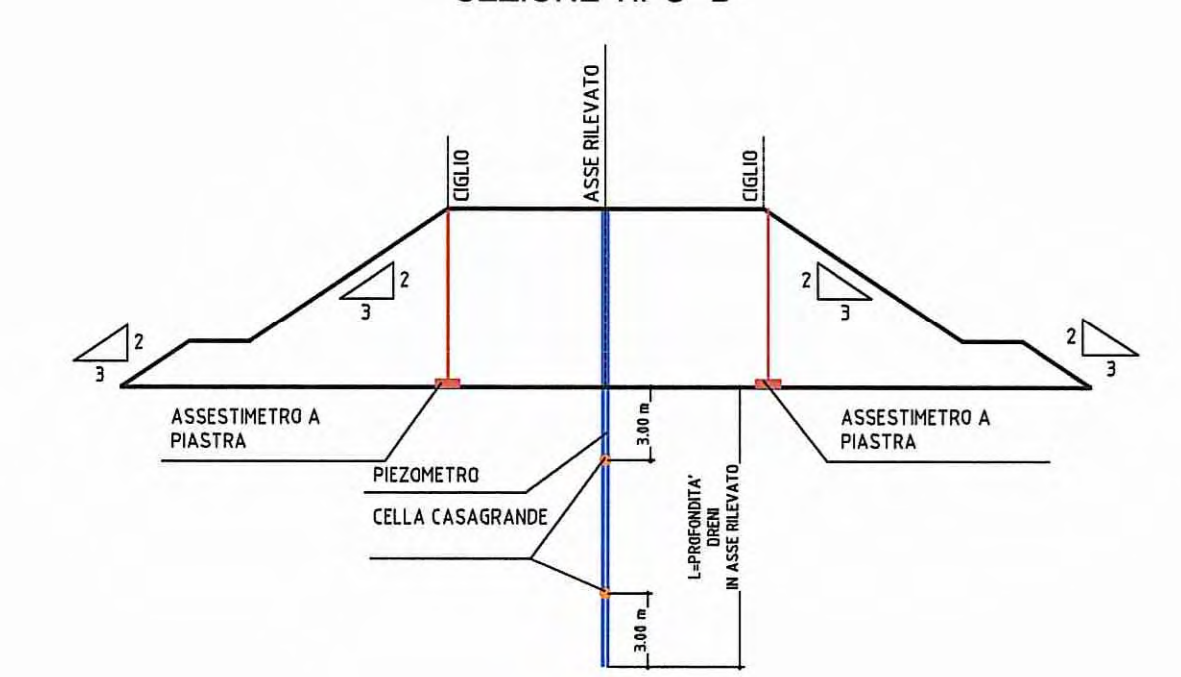 ASSE RILEVATO
CIGLIO
CIGLIO
2
3
2
3
2
3
2
3
ASSESTIMETRO A
PIASTRA
ASSESTIMETRO A
PIASTRA
3.00 m
PIEZOMETRO
CELLA CASAGRANDE
L=PROFONDITA'
DRENI
IN ASSE RILEVATO
3.00 m